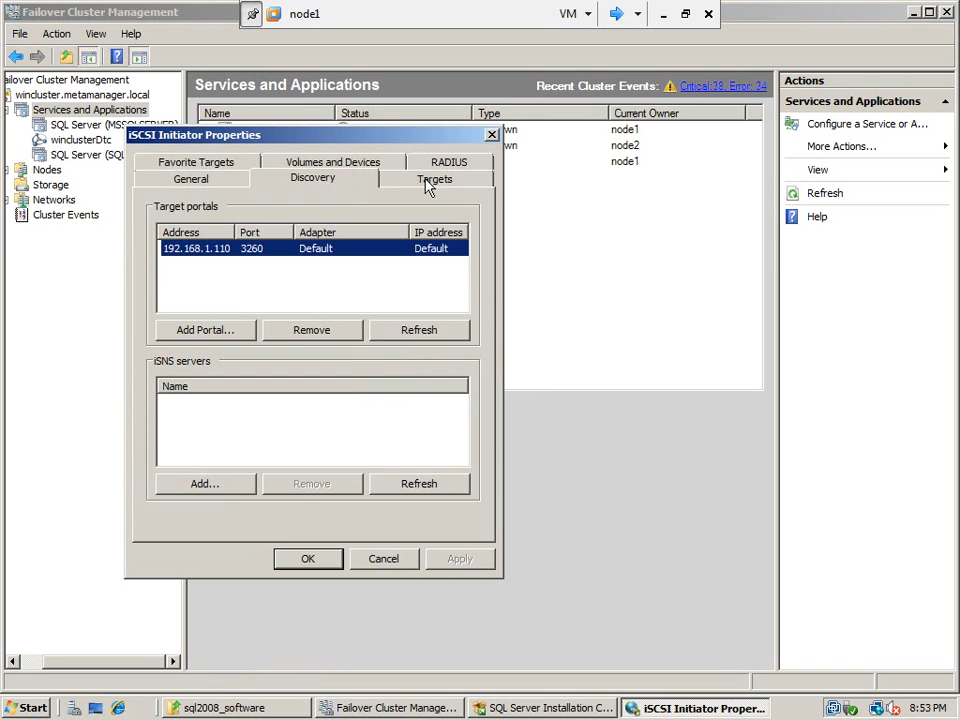 Failover Cluster Management
node1
VM
File Action View Help
ailover Cluster Management
wincluster.metamanager.local
Services and Applications
SQL Server (MSSQLSERVER)
winclusterDtc
SQL Server (SQL
Nodes
Storage
Networks
Cluster Events
Services and Applications
Recent Cluster Events: Critical:38, Error: 34
Name Status Type Current Owner
wn node1
wn node2
node1
iSCSI Initiator Properties
Favorite Targets Volumes and Devices RADIUS
General Discovery Targets
Target portals
Address Port Adapter IP address
192.168.1.110 3260 Default Default
Add Portal... Remove Refresh
iSNS servers
Name
Add... Remove Refresh
OK Cancel Apply
Actions
Services and Applications
Configure a Service or A...
More Actions...
View
Refresh
Help
Start
sql2008_software
Failover Cluster Manage...
SQL Server Installation C...
iSCSI Initiator Proper...
8:53 PM